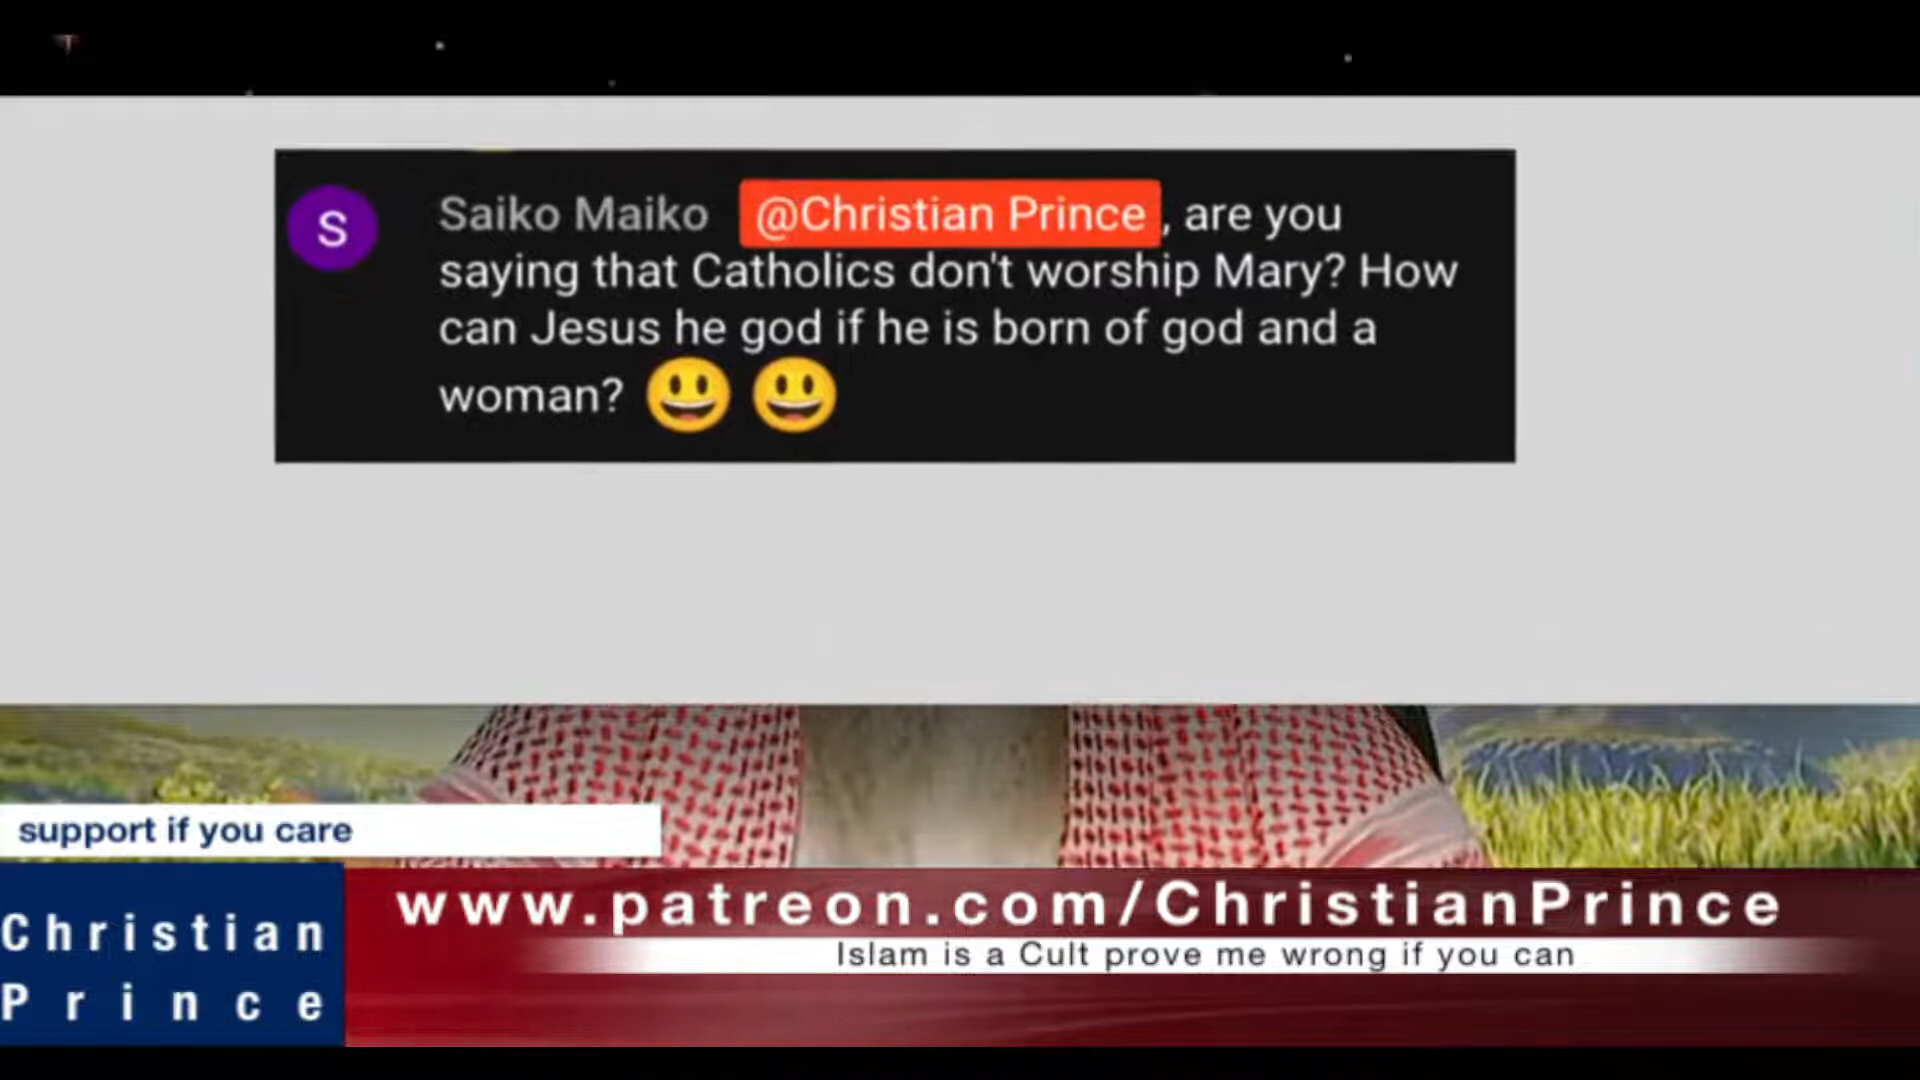 S
Saiko Maiko @Christian Prince , are you
saying that Catholics don't worship Mary? How
can Jesus he god if he is born of god and a
woman? 😃 😃
support if you care
Christian
Prince
www.patreon.com/ChristianPrince
Islam is a Cult prove me wrong if you can